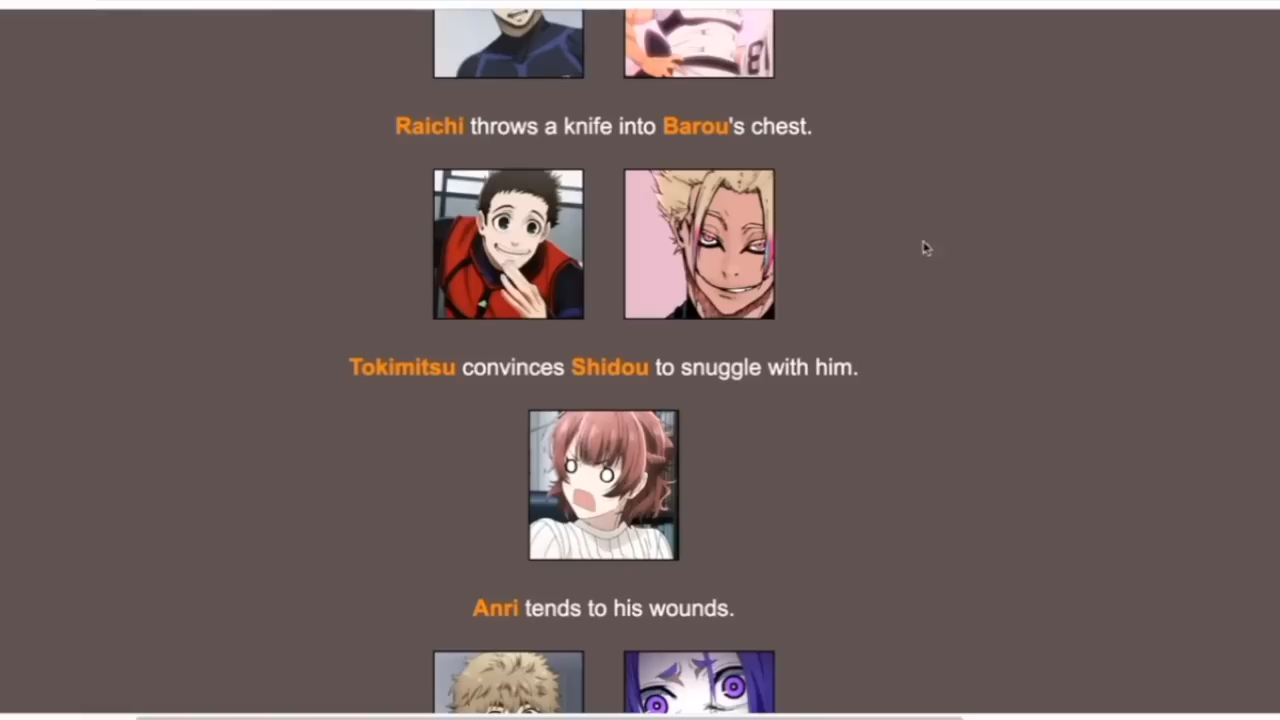 Raichi throws a knife into Barou's chest.
Tokimitsu convinces Shidou to snuggle with him.
Anri tends to his wounds.